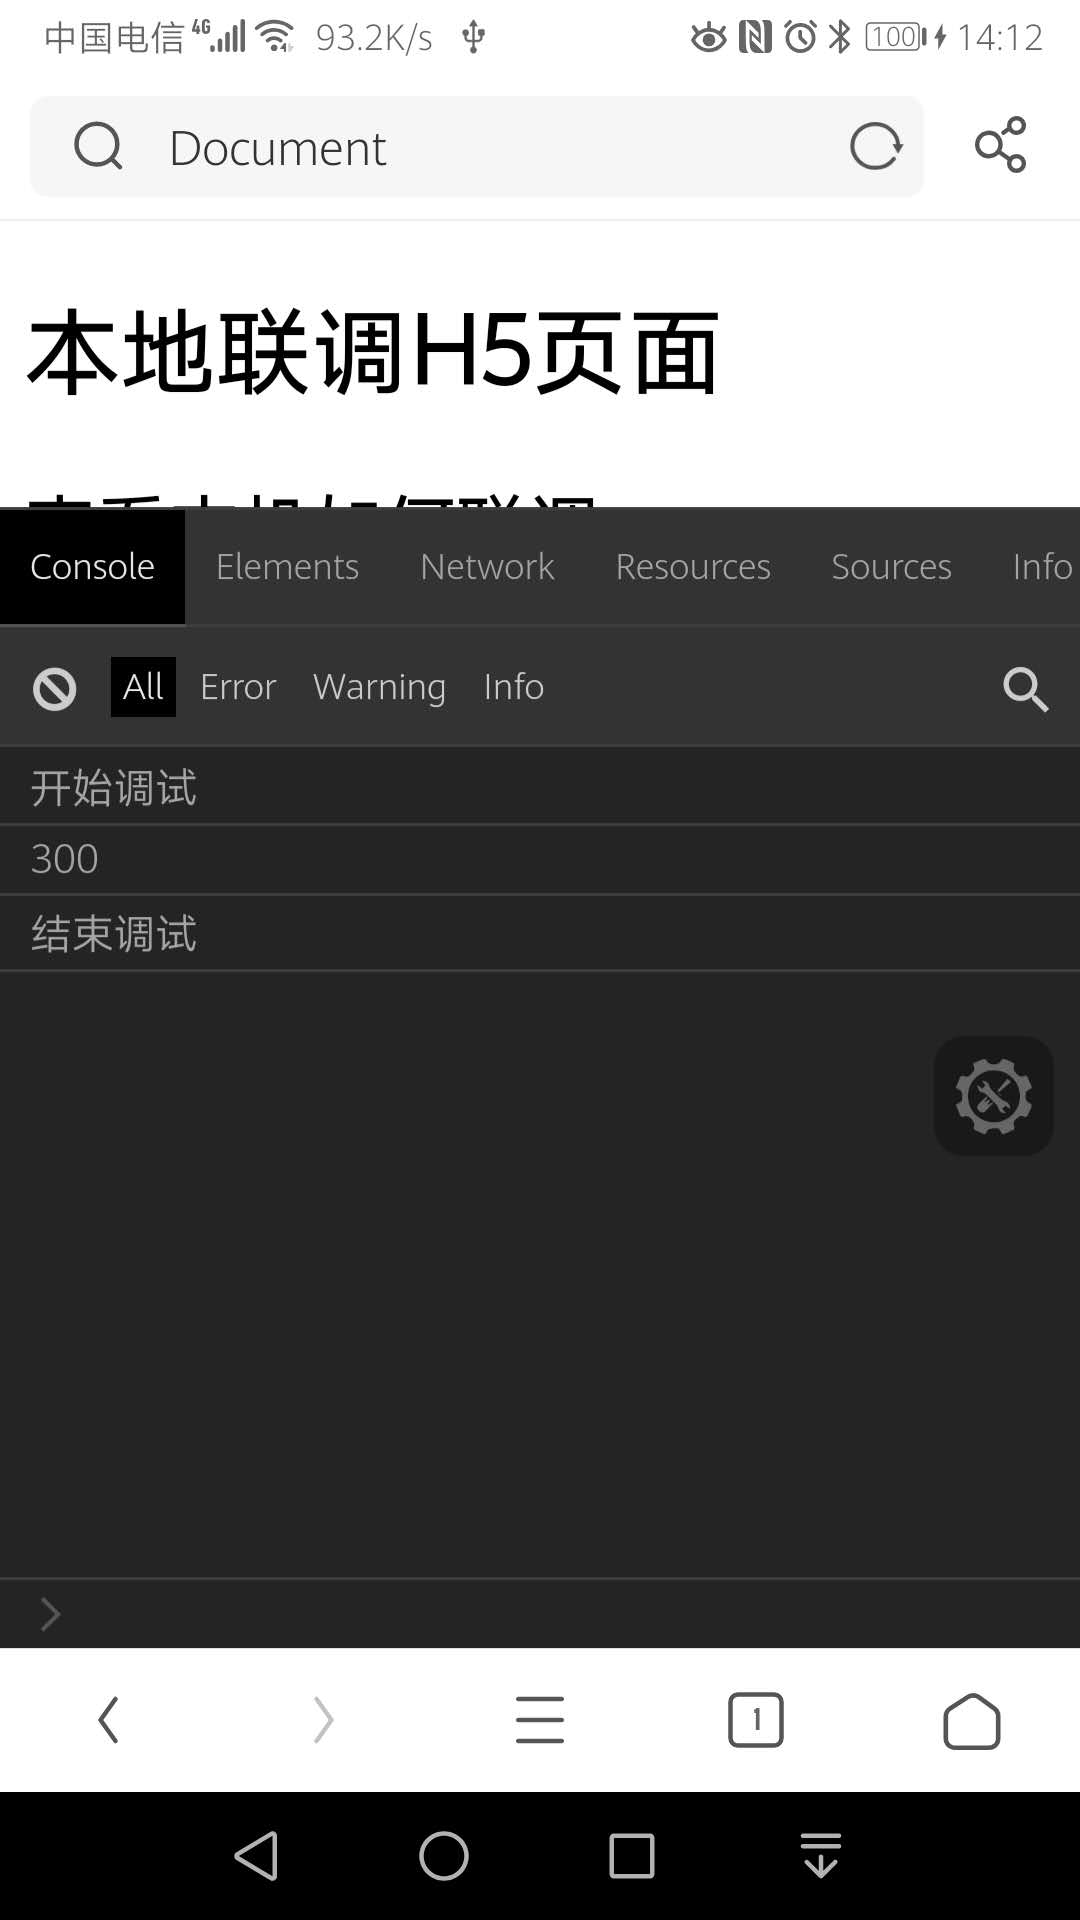 中国电信 4G 93.2K/s 100 14:12
Document
本地联调H5页面
Console Elements Network Resources Sources Info
All Error Warning Info
开始调试
300
结束调试
1